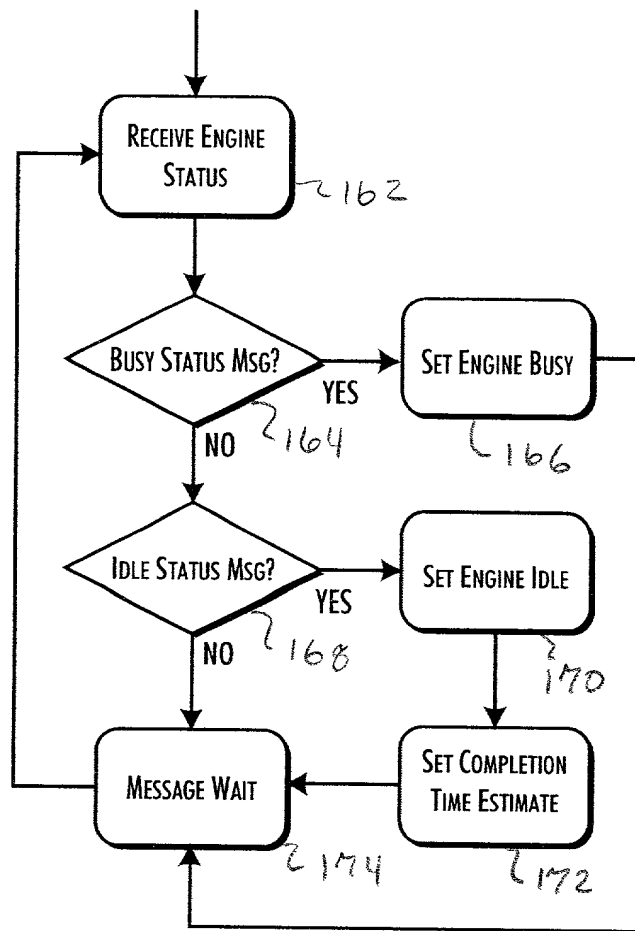 RECEIVE ENGINE
STATUS
162
BUSY STATUS MSG?
YES
SET ENGINE BUSY
NO
164
166
IDLE STATUS MSG?
YES
SET ENGINE IDLE
NO
168
170
MESSAGE WAIT
SET COMPLETION
TIME ESTIMATE
174
172